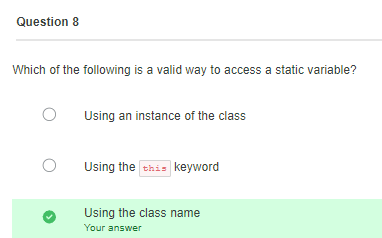 Question 8
Which of the following is a valid way to access a static variable?
Using an instance of the class
Using the this keyword
Using the class name
Your answer